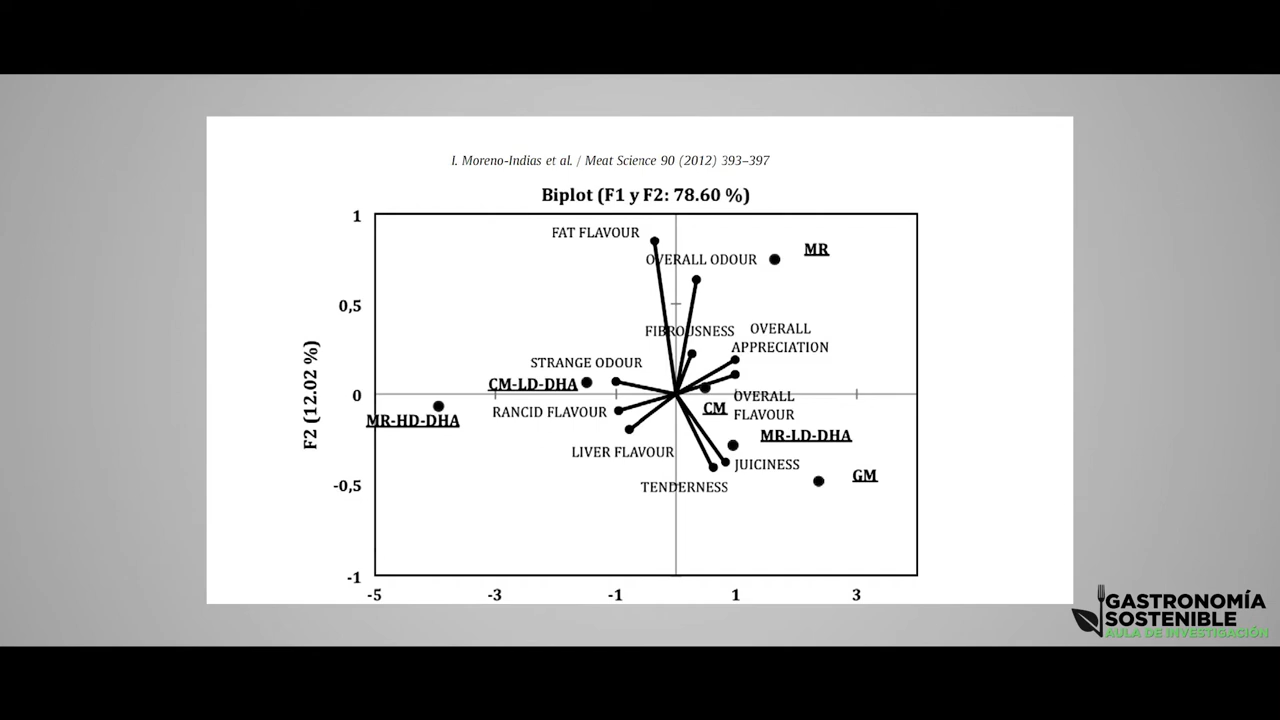 I. Moreno-Indias et al. / Meat Science 90 (2012) 393–397
Biplot (F1 y F2: 78.60 %)
1
FAT FLAVOUR
MR
OVERALL ODOUR
0,5
FIBROUSNESS
OVERALL
APPRECIATION
STRANGE ODOUR
CM-LD-DHA
0
F2 (12.02 %)
OVERALL
FLAVOUR
CM
RANCID FLAVOUR
MR-HD-DHA
MR-LD-DHA
LIVER FLAVOUR
JUICINESS
GM
-0,5
TENDERNESS
-1
-5
-3
-1
1
3
GASTRONOMÍA
SOSTENIBLE
AULA DE INVESTIGACIÓN